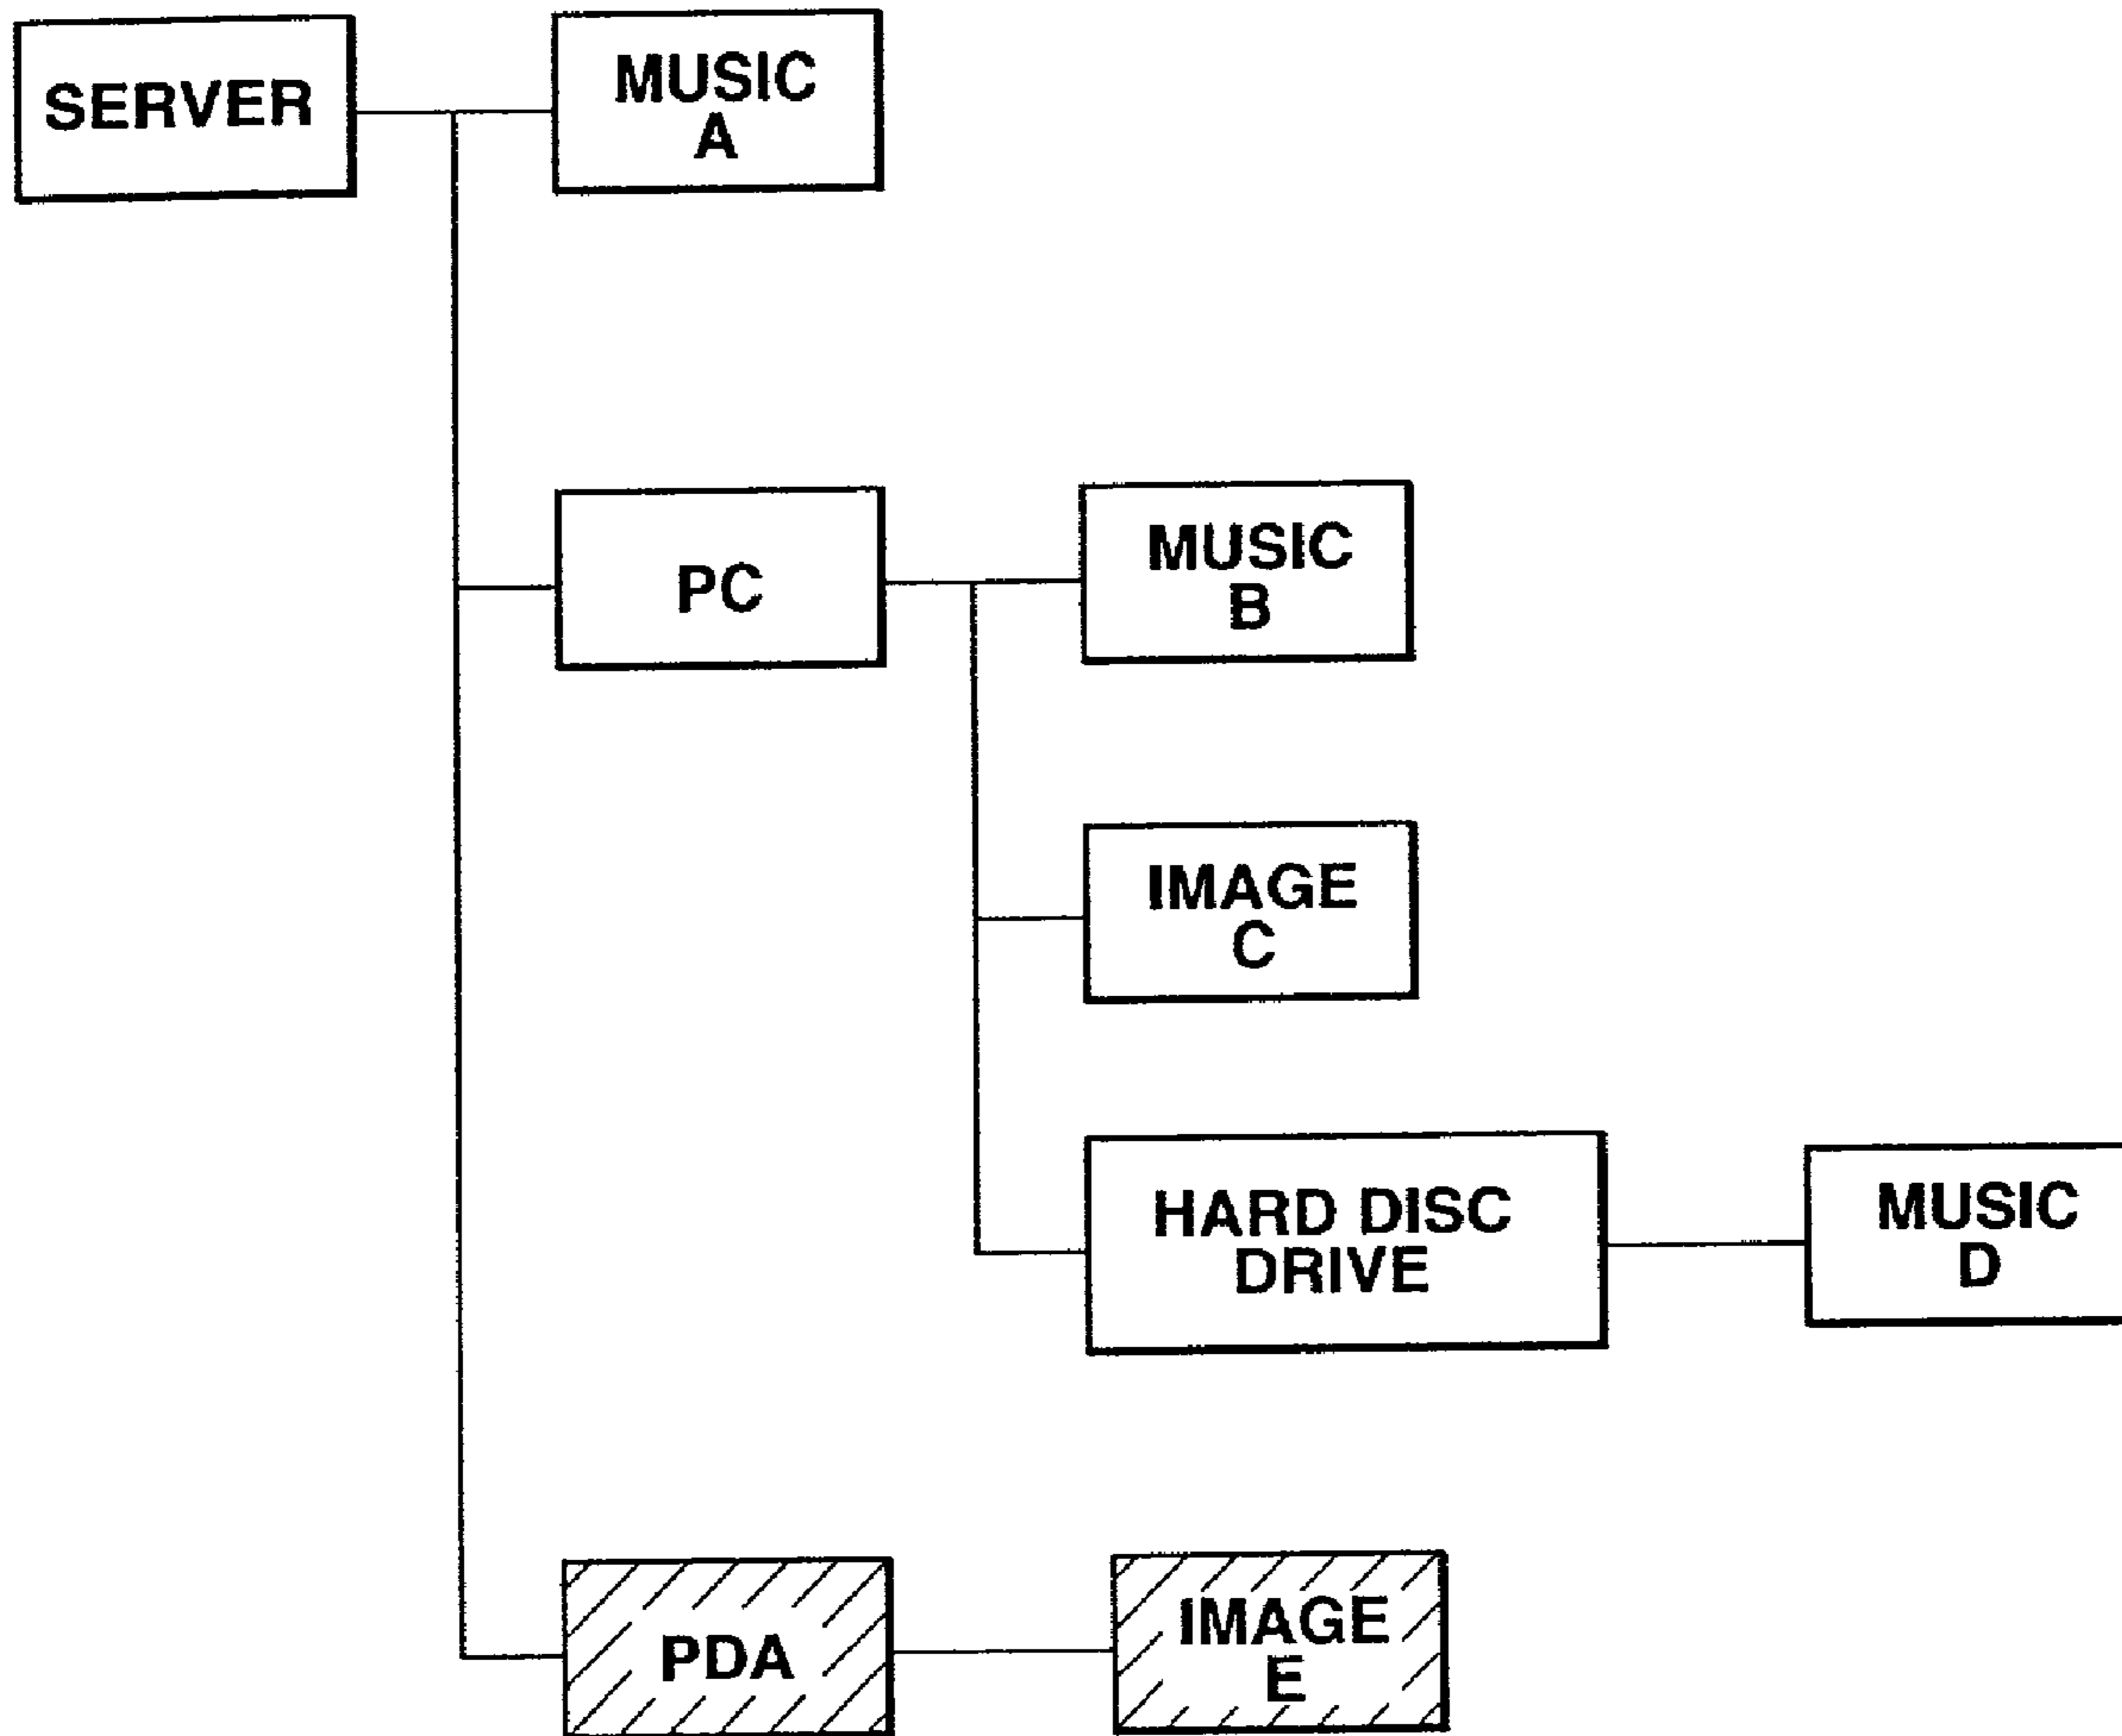 SERVER
MUSIC
A
PC
MUSIC
B
IMAGE
C
HARD DISC
DRIVE
MUSIC
D
PDA
IMAGE
E